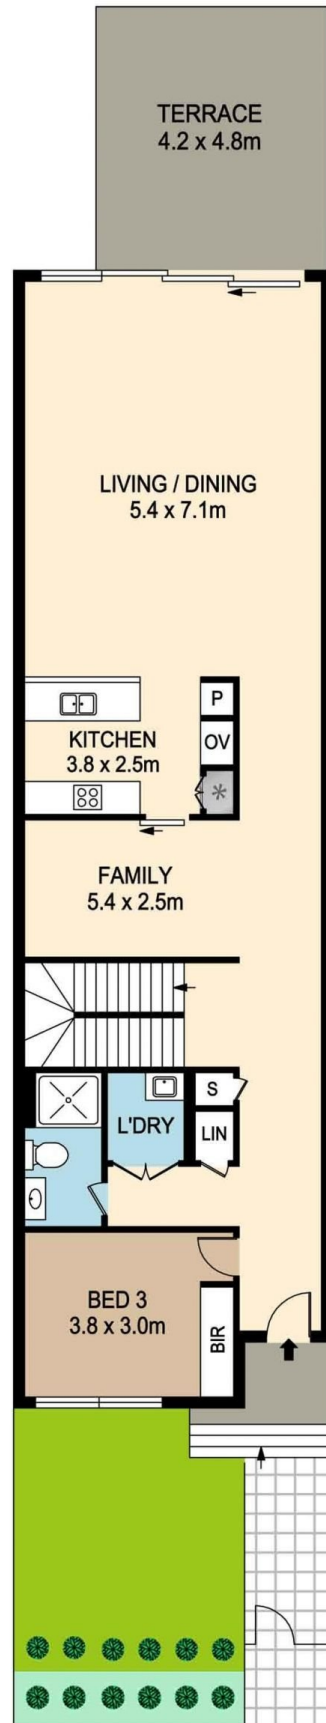 TERRACE
4.2 x 4.8m
LIVING / DINING
5.4 x 7.1m
P
KITCHEN
3.8 x 2.5m
OV
FAMILY
5.4 x 2.5m
S
L'DRY
LIN
BED 3
3.8 x 3.0m
BIR